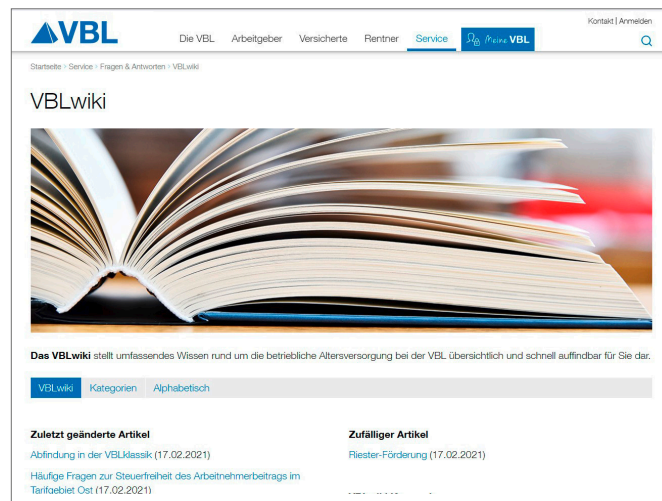 Kontakt | Anmelden
VBL
Die VBL Arbeitgeber Versicherte Rentner Service Meine VBL
Startseite › Service › Fragen & Antworten › VBLwiki
VBLwiki
Das VBLwiki stellt umfassendes Wissen rund um die betriebliche Altersversorgung bei der VBL übersichtlich und schnell auffindbar für Sie dar.
VBLwiki Kategorien Alphabetisch
Zuletzt geänderte Artikel
Zufälliger Artikel
Abfindung in der VBLklassik (17.02.2021)
Riester-Förderung (17.02.2021)
Häufige Fragen zur Steuerfreiheit des Arbeitnehmerbeitrags im
Tarifgebiet Ost (17.02.2021)